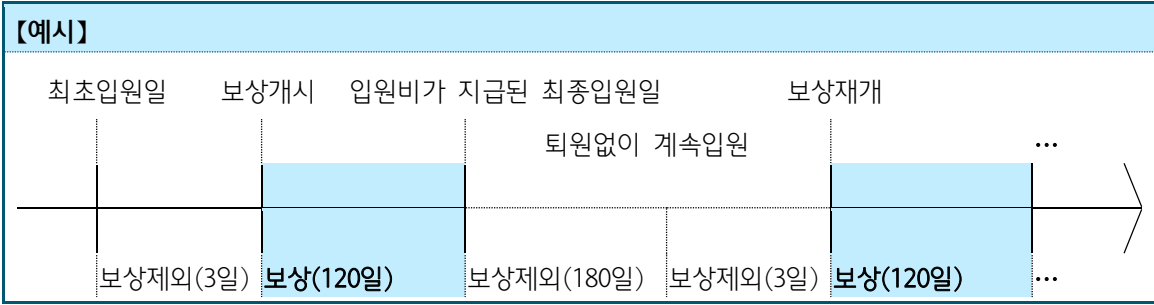 【예시】
최초입원일 보상개시 입원비가 지급된 최종입원일 보상재개
퇴원없이 계속입원 …
보상제외(3일) 보상(120일) 보상제외(180일) 보상제외(3일) 보상(120일) …